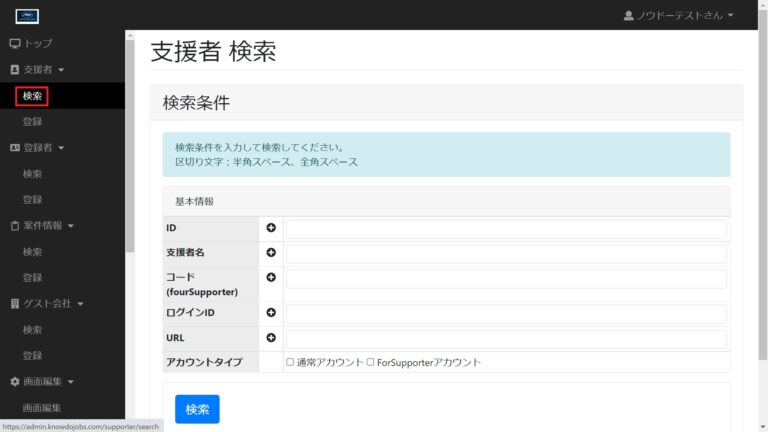 ノウドーテストさん
トップ
支援者
検索
登録
登録者
検索
登録
案件情報
検索
登録
ゲスト会社
検索
登録
画面編集
画面編集
支援者 検索
検索条件
検索条件を入力して検索してください。
区切り文字：半角スペース、全角スペース
基本情報
ID
支援者名
コード
(fourSupporter)
ログインID
URL
アカウントタイプ
通常アカウント ForSupporterアカウント
検索
https://admin.knowdojobs.com/supporter/search